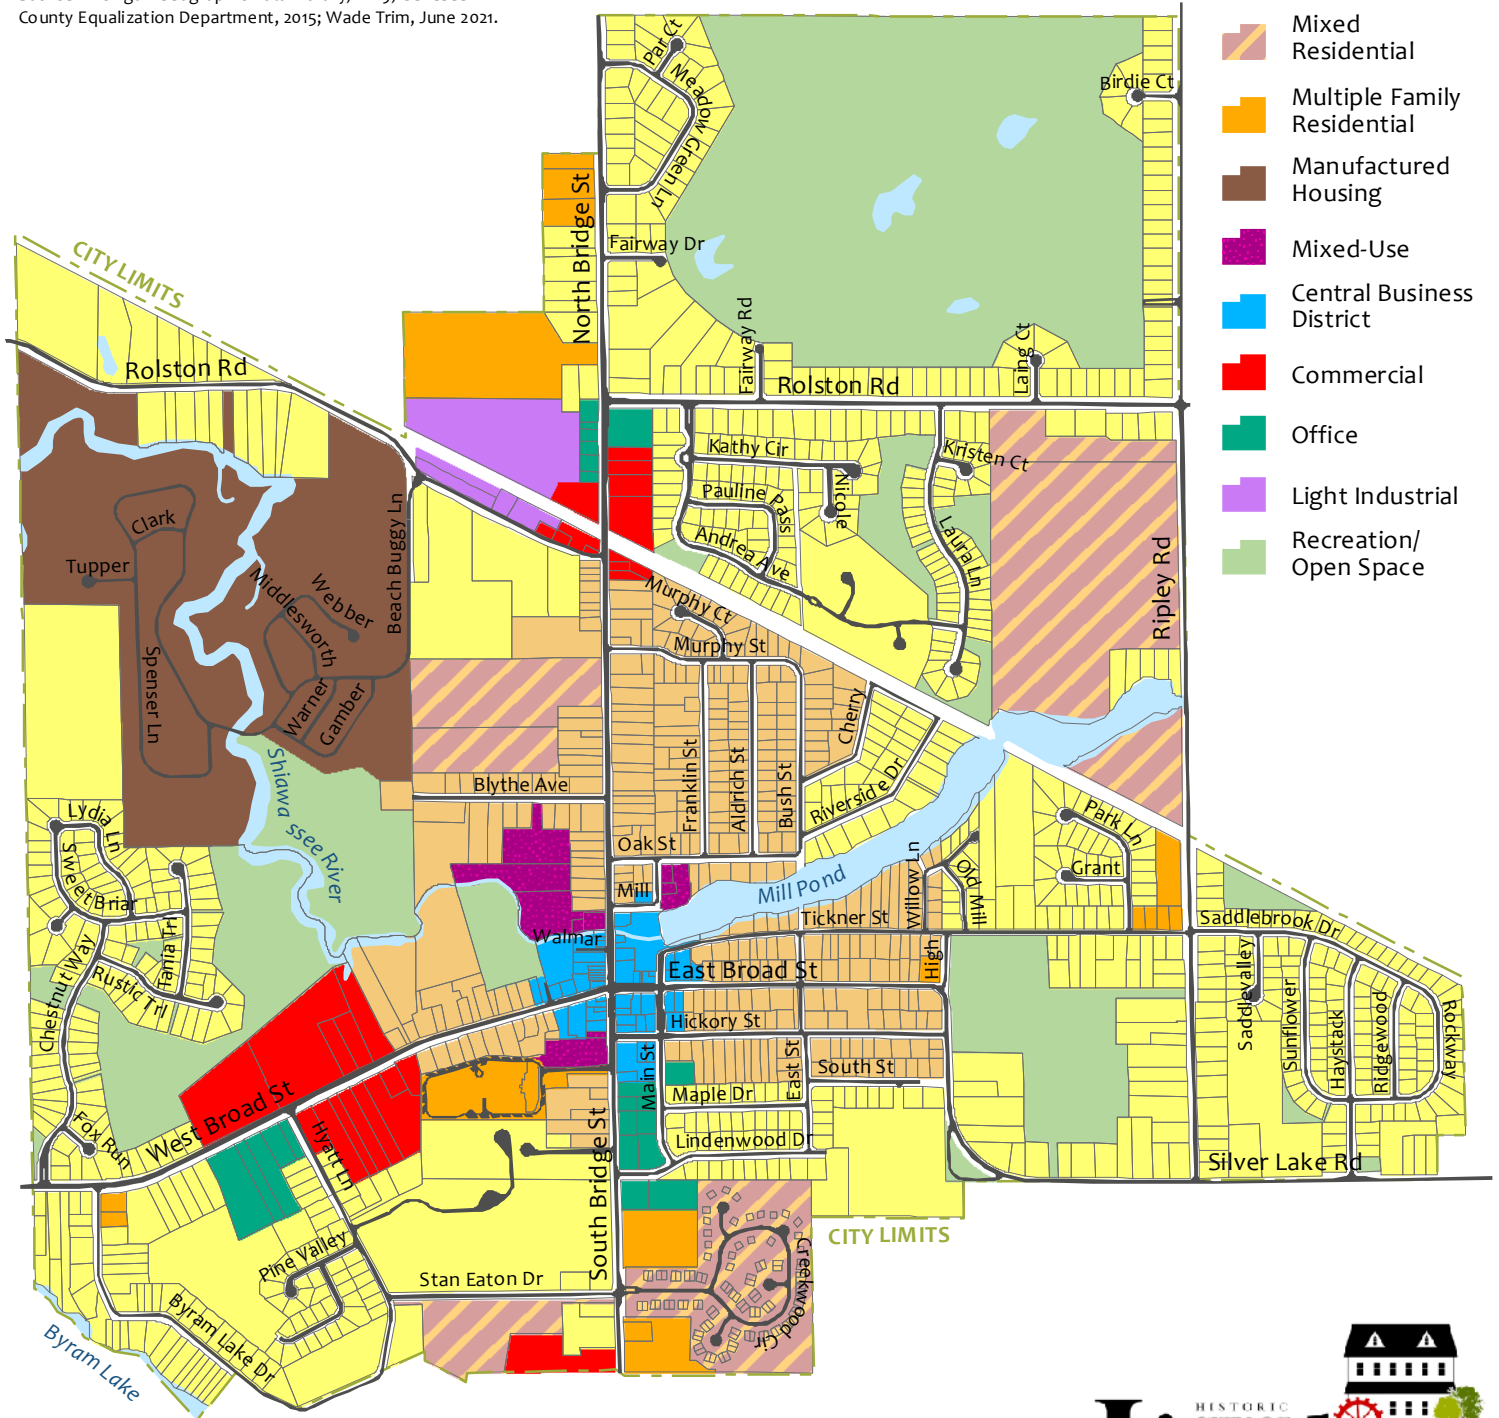 County Equalization Department, 2015; Wade Trim, June 2021.
Mixed
Residential
Multiple Family
Residential
Manufactured
Housing
Mixed-Use
Central Business
District
Commercial
Office
Light Industrial
Recreation/
Open Space
Par Ct
Meadow Green Ln
Birdie Ct
North Bridge St
Fairway Dr
CITY LIMITS
Fairway Rd
Laing Ct
Rolston Rd
Rolston Rd
Kathy Cir
Kristen Ct
Nicole
Pauline Pass
Andrea Ave
Laura Ln
Ripley Rd
Clark
Tupper
Beach Buggy Ln
Webber
Middlesworth
Spenser Ln
Warner
Gamber
Murphy Ct
Murphy St
Cherry
Franklin St
Aldrich St
Bush St
Riverside Dr
Blythe Ave
Shiawassee River
Oak St
Mill
Mill Pond
Willow Ln
Old Mill
Park Ln
Grant
Lydia Ln
Sweet Briar
Tania Trl
Rustic Trl
Chestnut Way
Walmar
Tickner St
High
East Broad St
Hickory St
Saddlebrook Dr
Saddlevalley
Sunflower
Haystack
Ridgewood
Rockway
Main St
East St
South St
Maple Dr
Lindenwood Dr
West Broad St
Fox Run
Hyatt Ln
South Bridge St
Silver Lake Rd
CITY LIMITS
Pine Valley
Stan Eaton Dr
Creekwood Cir
Byram Lake Dr
Byram Lake
HISTORIC